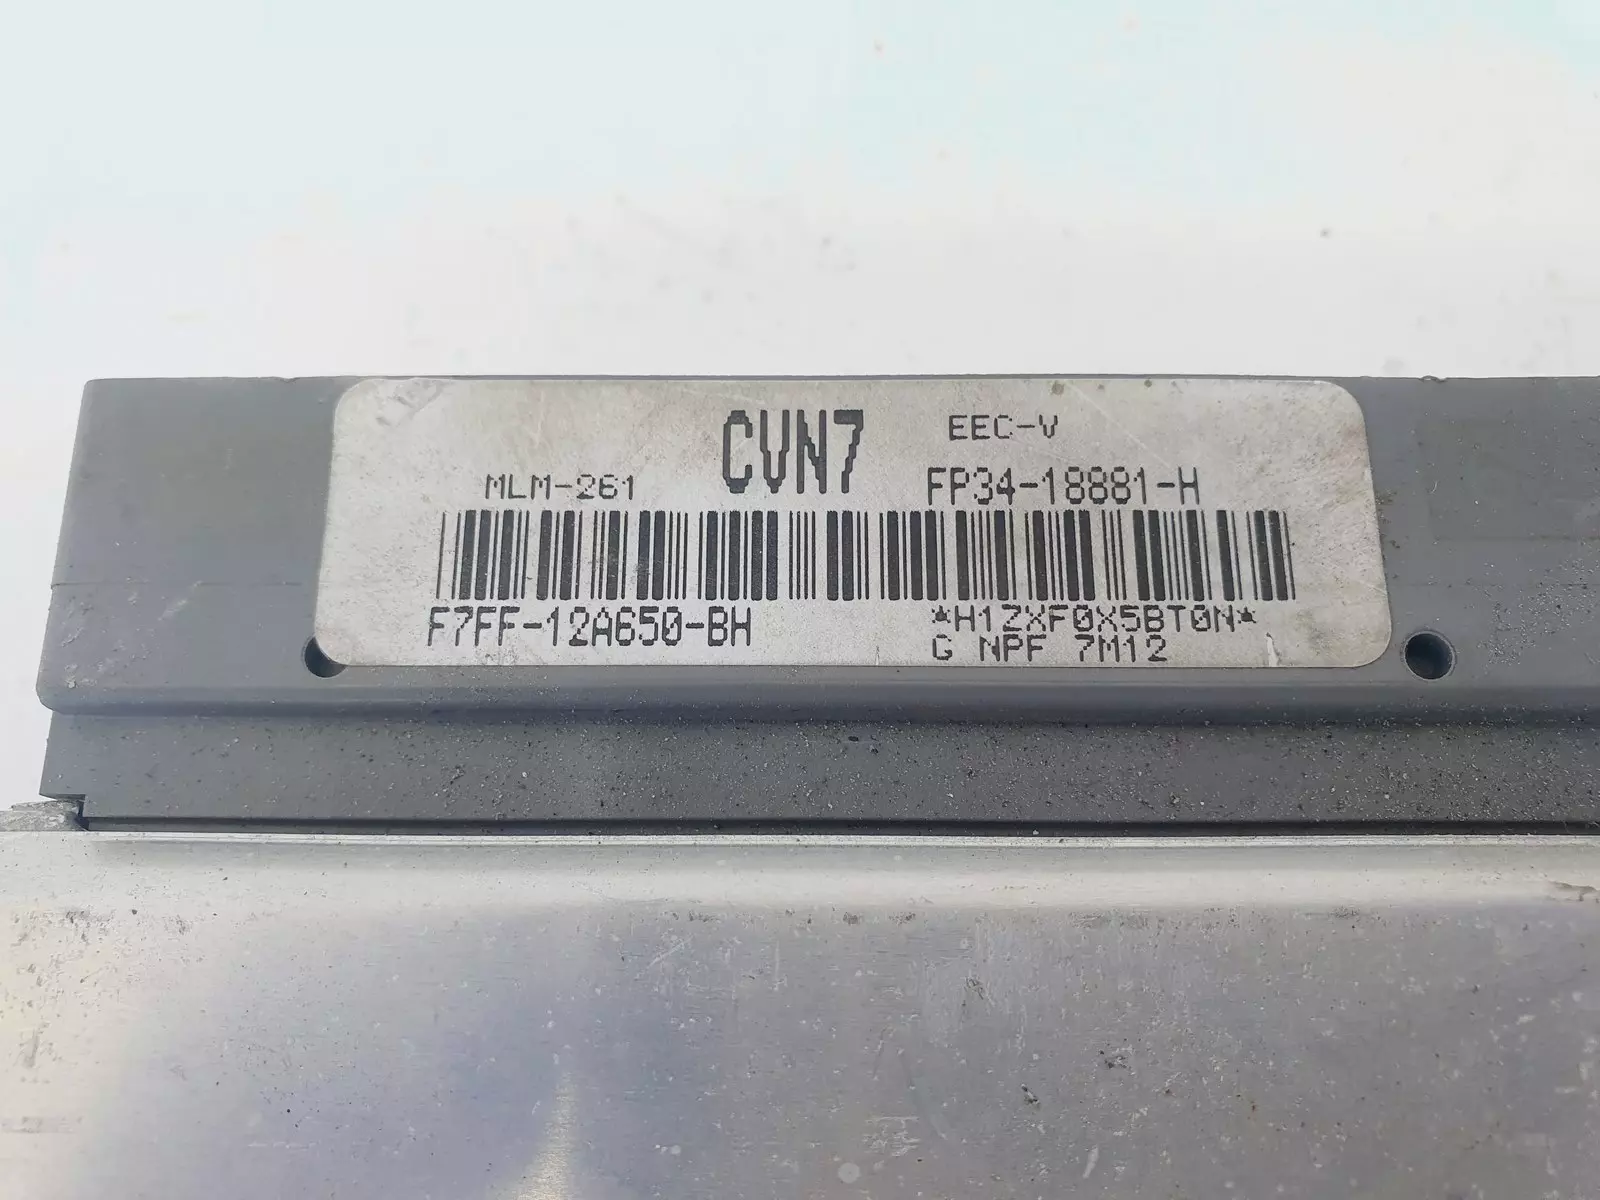 CVN7
EEC-V
MLM-261
FP34-18881-H
F7FF-12A650-BH
*H1ZXF0X5BT0N*
G NPF 7M12